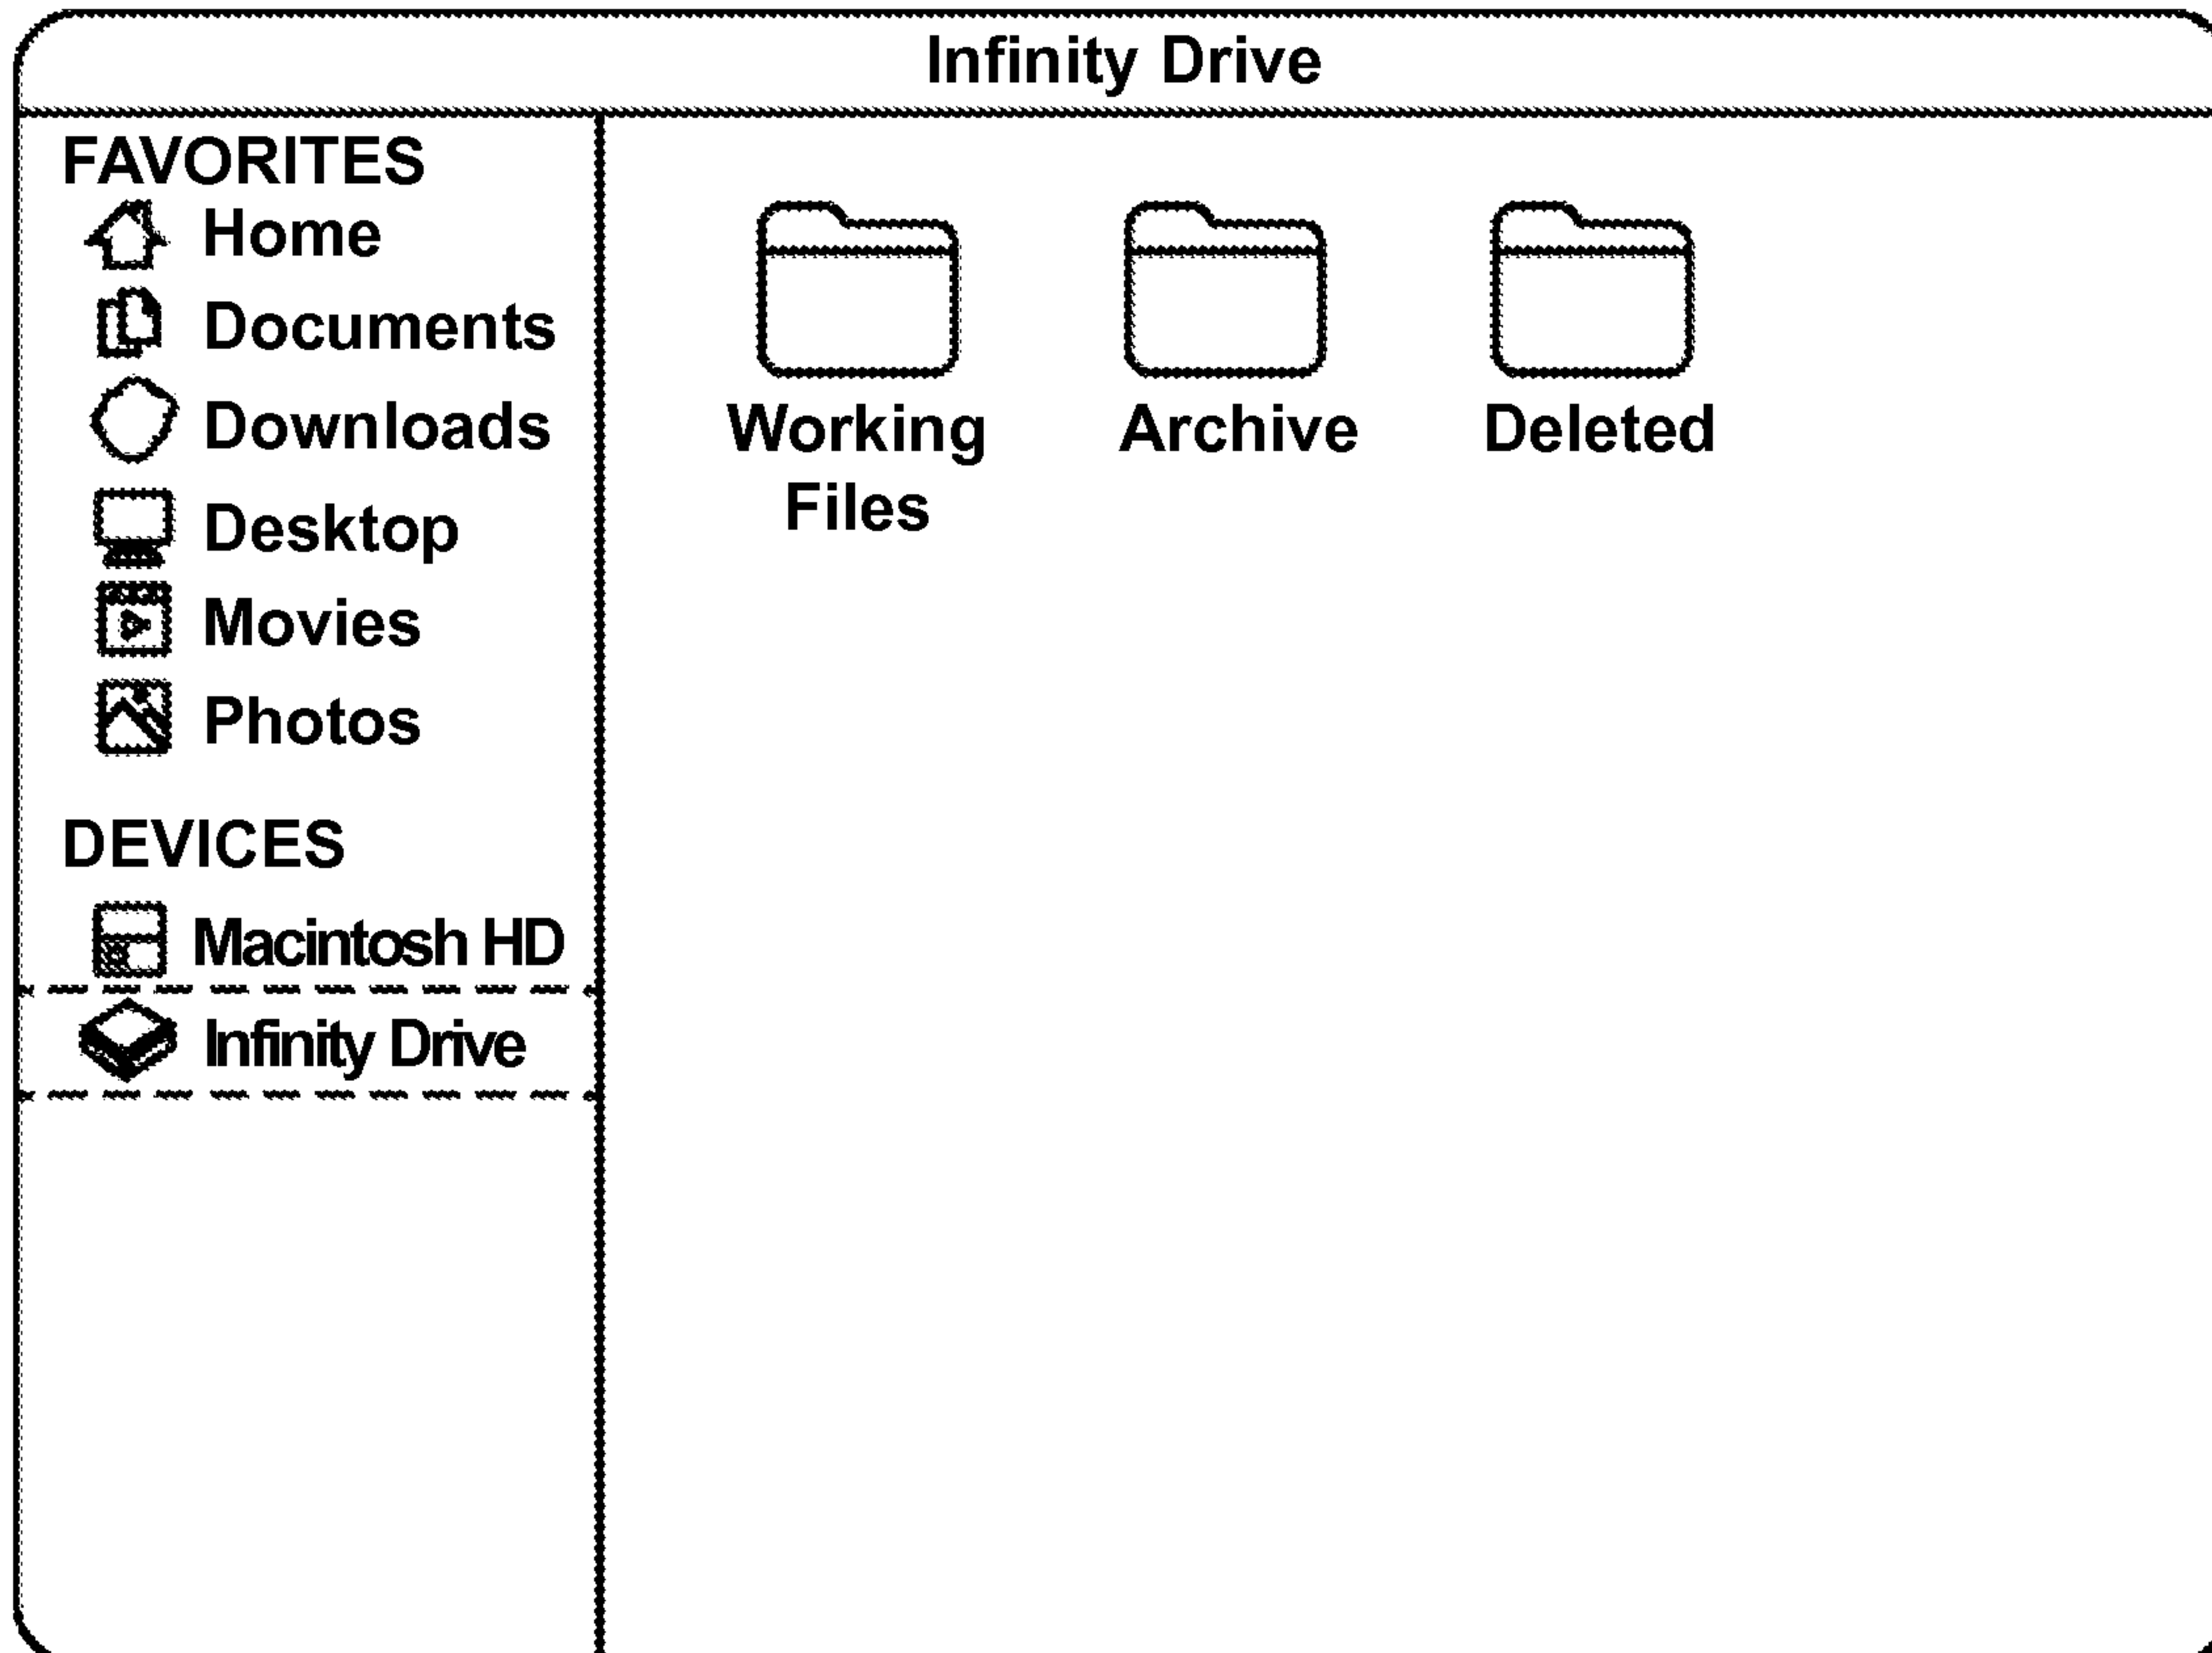 Infinity Drive
FAVORITES
Home
Documents
Downloads
Desktop
Movies
Photos
DEVICES
Macintosh HD
Infinity Drive
Working
Files
Archive
Deleted